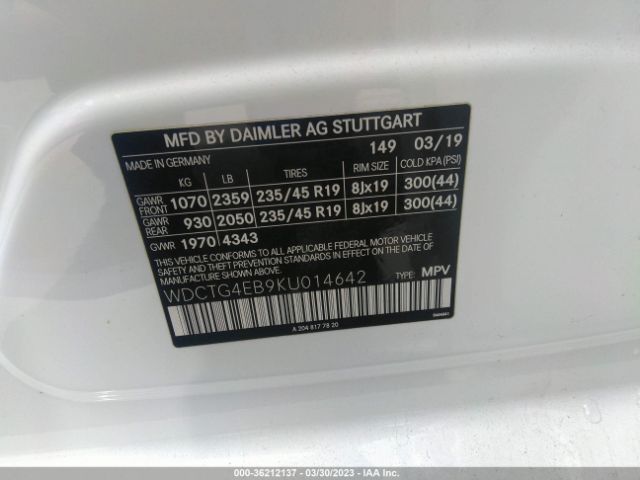 MFD BY DAIMLER AG STUTTGART
149 03/19
MADE IN GERMANY
KG LB TIRES RIM SIZE COLD KPA (PSI)
GAWR FRONT 1070 2359 235/45 R19 8Jx19 300(44)
GAWR REAR 930 2050 235/45 R19 8Jx19 300(44)
GVWR 1970 4343
THIS VEHICLE CONFORMS TO ALL APPLICABLE FEDERAL MOTOR VEHICLE
SAFETY, BUMPER, AND THEFT PREVENTION STANDARDS IN EFFECT
ON THE DATE OF MANUFACTURE SHOWN ABOVE.
WDCTG4EB9KU014642 TYPE: MPV
A 204 817 78 20
000-36212137 - 03/30/2023 - IAA Inc.